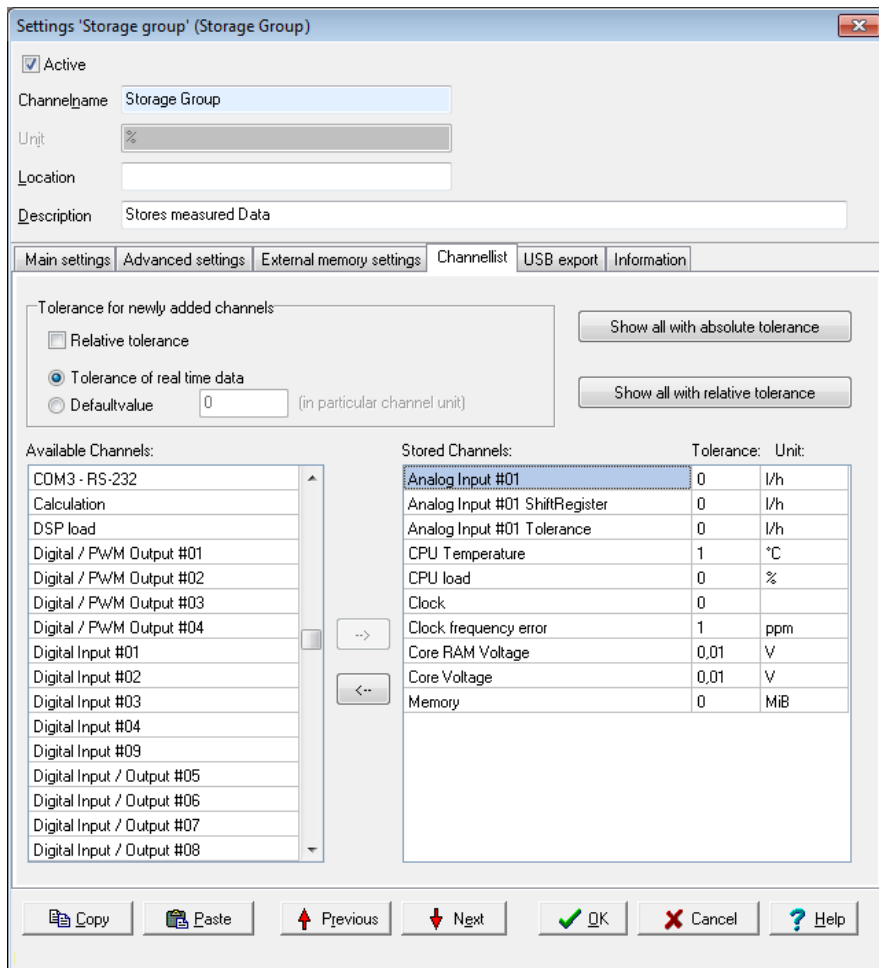 Settings 'Storage group' (Storage Group)
Active
Channelname Storage Group
Unit %
Location
Description Stores measured Data
Main settings Advanced settings External memory settings Channellist USB export Information
Tolerance for newly added channels
Relative tolerance
Tolerance of real time data
Defaultvalue 0 (in particular channel unit)
Show all with absolute tolerance
Show all with relative tolerance
Available Channels:
COM3 - RS-232
Calculation
DSP load
Digital / PWM Output #01
Digital / PWM Output #02
Digital / PWM Output #03
Digital / PWM Output #04
Digital Input #01
Digital Input #02
Digital Input #03
Digital Input #04
Digital Input #09
Digital Input / Output #05
Digital Input / Output #06
Digital Input / Output #07
Digital Input / Output #08
-->
<--
Stored Channels: Tolerance: Unit:
Analog Input #01 0 l/h
Analog Input #01 ShiftRegister 0 l/h
Analog Input #01 Tolerance 0 l/h
CPU Temperature 1 °C
CPU load 0 %
Clock 0
Clock frequency error 1 ppm
Core RAM Voltage 0,01 V
Core Voltage 0,01 V
Memory 0 MiB
Copy Paste Previous Next OK Cancel Help